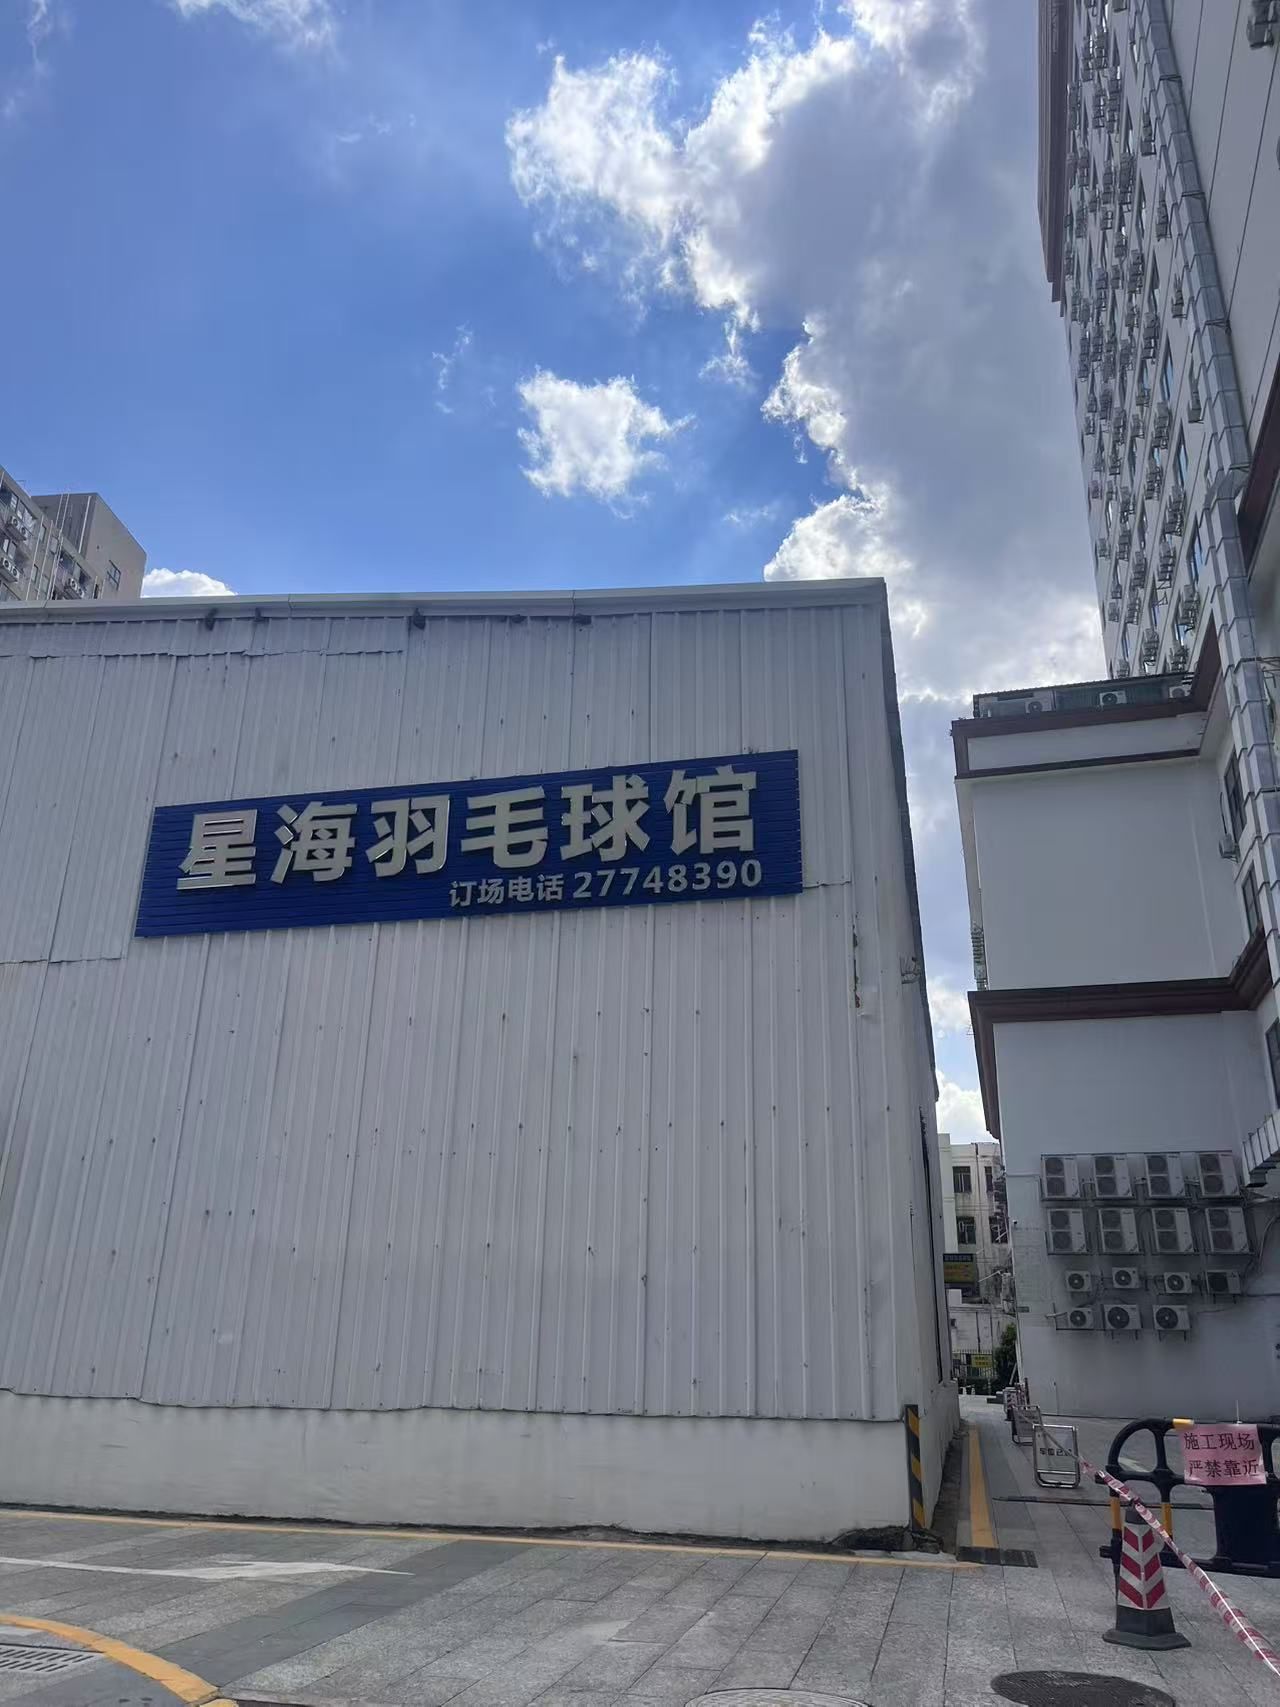 星海羽毛球馆
订场电话 27748390
施工现场
严禁靠近